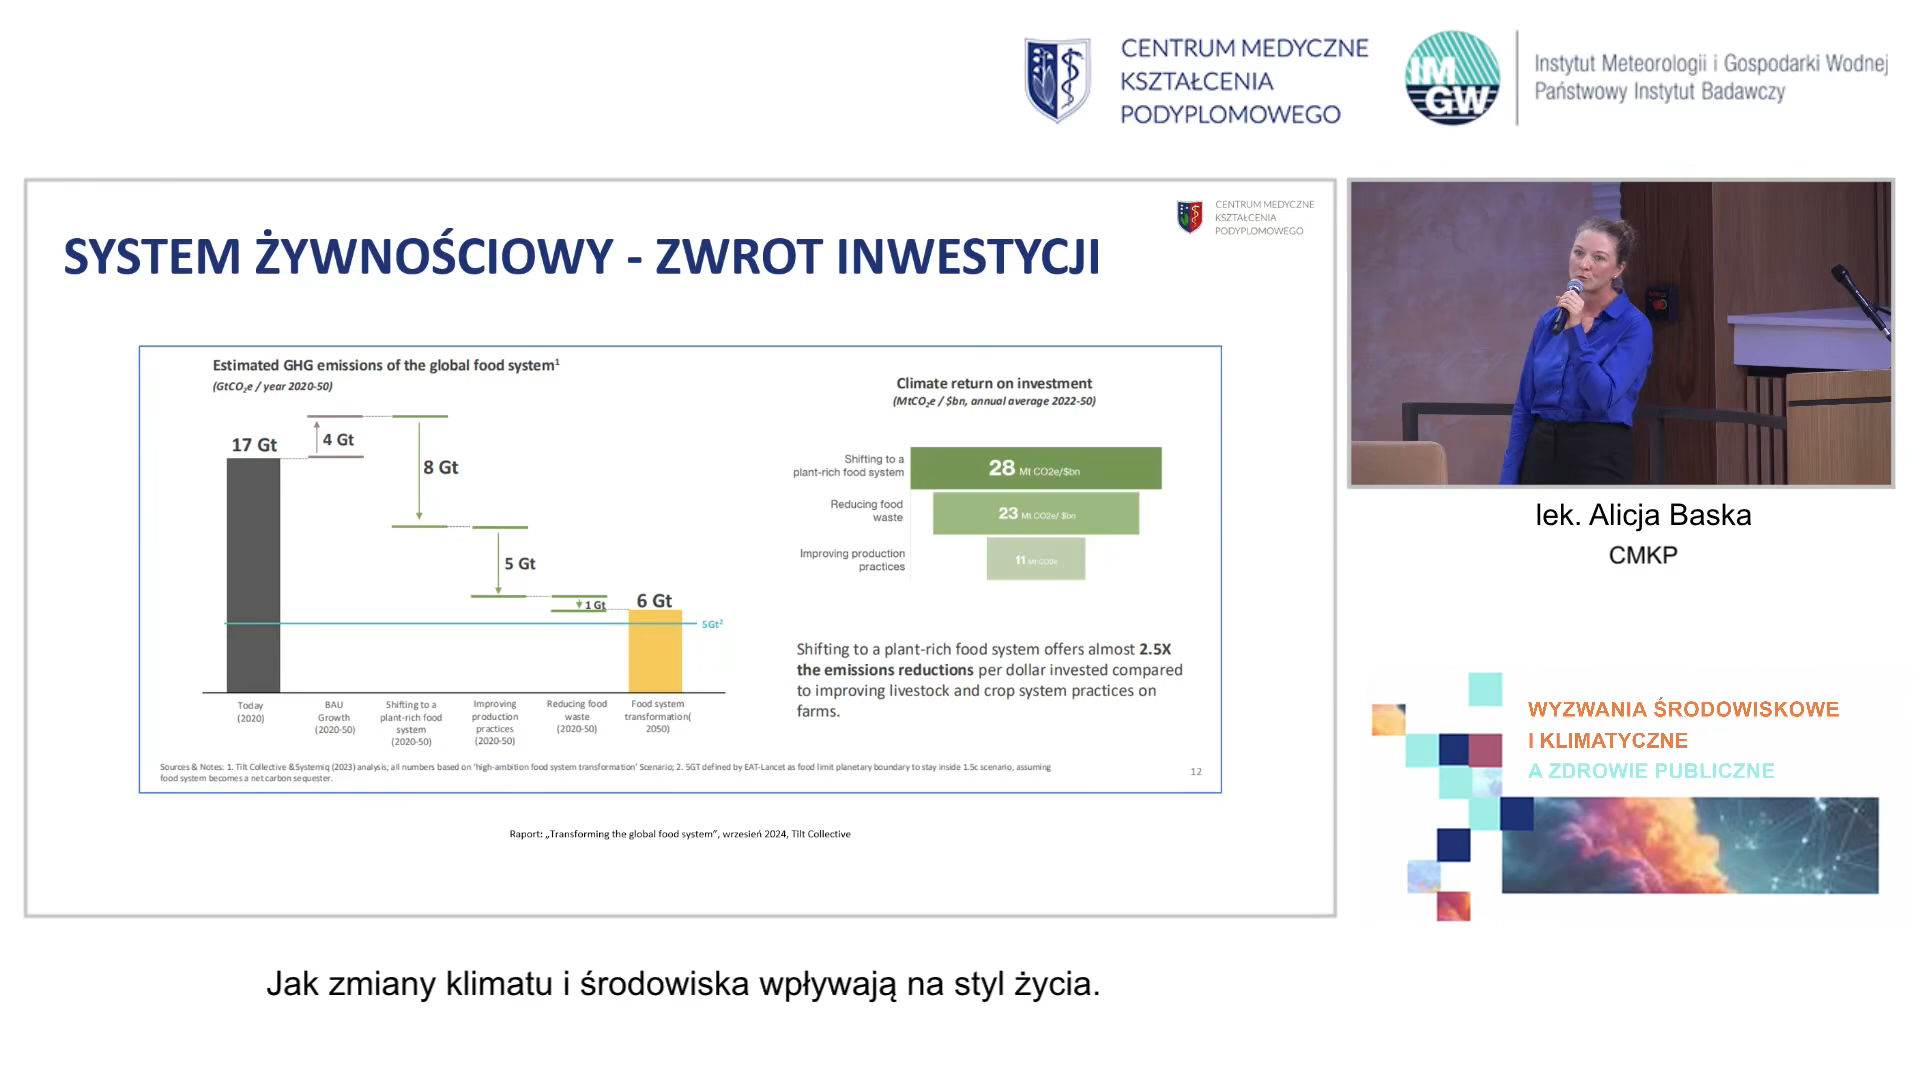 CENTRUM MEDYCZNE
KSZTAŁCENIA
PODYPLOMOWEGO
IM
GW
Instytut Meteorologii i Gospodarki Wodnej
Państwowy Instytut Badawczy
CENTRUM MEDYCZNE
KSZTAŁCENIA
PODYPLOMOWEGO
SYSTEM ŻYWNOŚCIOWY - ZWROT INWESTYCJI
Estimated GHG emissions of the global food system¹
(GtCO₂e / year 2020-50)
17 Gt
4 Gt
8 Gt
5 Gt
1 Gt
6 Gt
5Gt²
Today
(2020)
BAU
Growth
(2020-50)
Shifting to a
plant-rich food
system
(2020-50)
Improving
production
practices
(2020-50)
Reducing food
waste
(2020-50)
Food system
transformation(
2050)
Climate return on investment
(MtCO₂e / $bn, annual average 2022-50)
Shifting to a
plant-rich food system
28 Mt CO2e/$bn
Reducing food
waste
23 Mt CO2e/ $bn
Improving production
practices
11 Mt CO2e
Shifting to a plant-rich food system offers almost 2.5X
the emissions reductions per dollar invested compared
to improving livestock and crop system practices on
farms.
Sources & Notes: 1. Tilt Collective &Systemiq (2023) analysis; all numbers based on 'high-ambition food system transformation' Scenario; 2. 5GT defined by EAT-Lancet as food limit planetary boundary to stay inside 1.5c scenario, assuming
food system becomes a net carbon sequester.
12
Raport: „Transforming the global food system”, wrzesień 2024, Tilt Collective
lek. Alicja Baska
CMKP
WYZWANIA ŚRODOWISKOWE
I KLIMATYCZNE
A ZDROWIE PUBLICZNE
Jak zmiany klimatu i środowiska wpływają na styl życia.